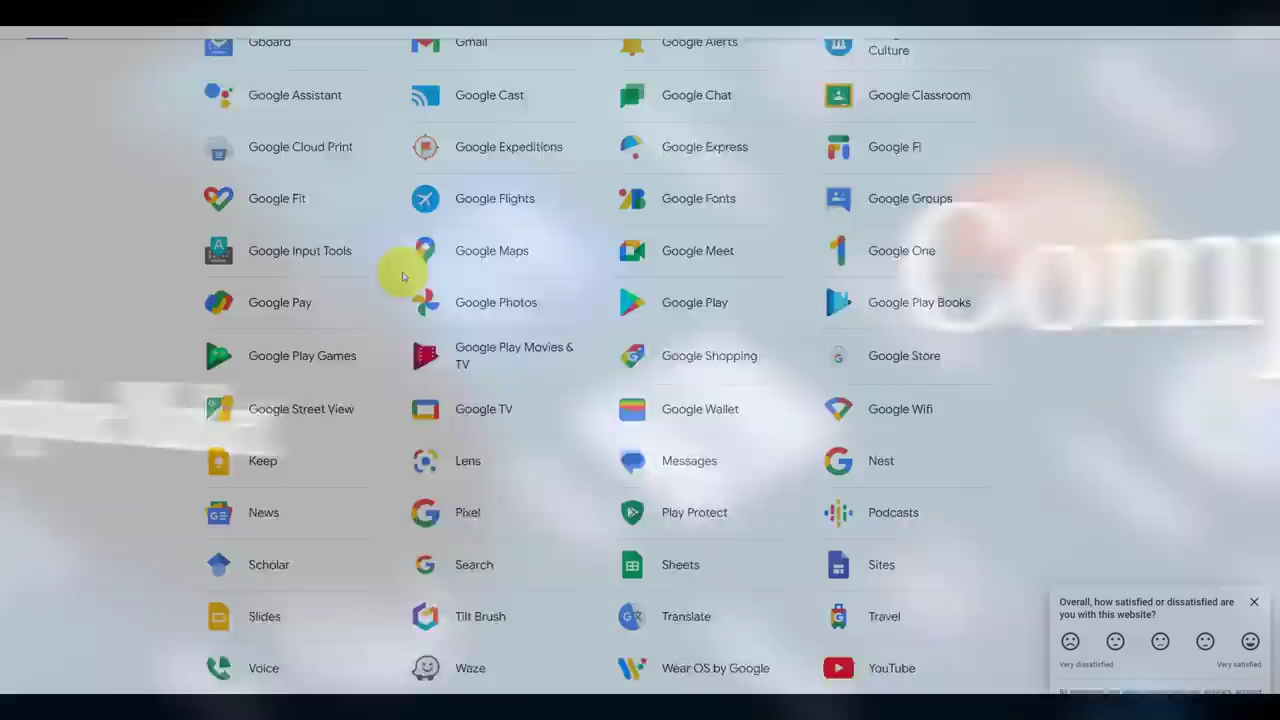 Gboard Gmail Google Alerts
Culture
Google Assistant Google Cast Google Chat Google Classroom
Google Cloud Print Google Expeditions Google Express Google Fi
Google Fit Google Flights Google Fonts Google Groups
Google Input Tools Google Maps Google Meet Google One
Com
Google Pay Google Photos Google Play Google Play Books
Google Play Games Google Play Movies &
TV Google Shopping Google Store
Google Street View Google TV Google Wallet Google Wifi
Keep Lens Messages Nest
News Pixel Play Protect Podcasts
Scholar Search Sheets Sites
Slides Tilt Brush Translate Travel
Voice Waze Wear OS by Google YouTube
Overall, how satisfied or dissatisfied are
you with this website?
Very dissatisfied Very satisfied